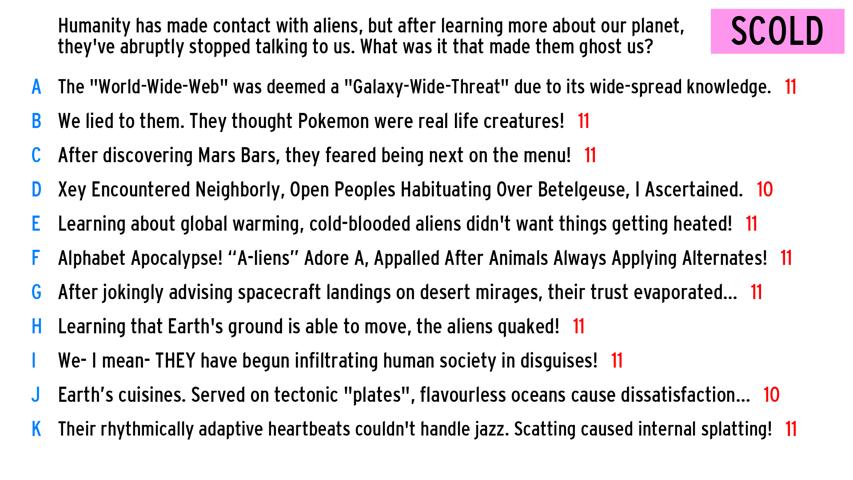 Humanity has made contact with aliens, but after learning more about our planet,
they've abruptly stopped talking to us. What was it that made them ghost us?
SCOLD
A The "World-Wide-Web" was deemed a "Galaxy-Wide-Threat" due to its wide-spread knowledge. 11
B We lied to them. They thought Pokemon were real life creatures! 11
C After discovering Mars Bars, they feared being next on the menu! 11
D Xey Encountered Neighborly, Open Peoples Habituating Over Betelgeuse, I Ascertained. 10
E Learning about global warming, cold-blooded aliens didn't want things getting heated! 11
F Alphabet Apocalypse! “A-liens” Adore A, Appalled After Animals Always Applying Alternates! 11
G After jokingly advising spacecraft landings on desert mirages, their trust evaporated... 11
H Learning that Earth's ground is able to move, the aliens quaked! 11
I We- I mean- THEY have begun infiltrating human society in disguises! 11
J Earth’s cuisines. Served on tectonic "plates", flavourless oceans cause dissatisfaction... 10
K Their rhythmically adaptive heartbeats couldn't handle jazz. Scatting caused internal splatting! 11